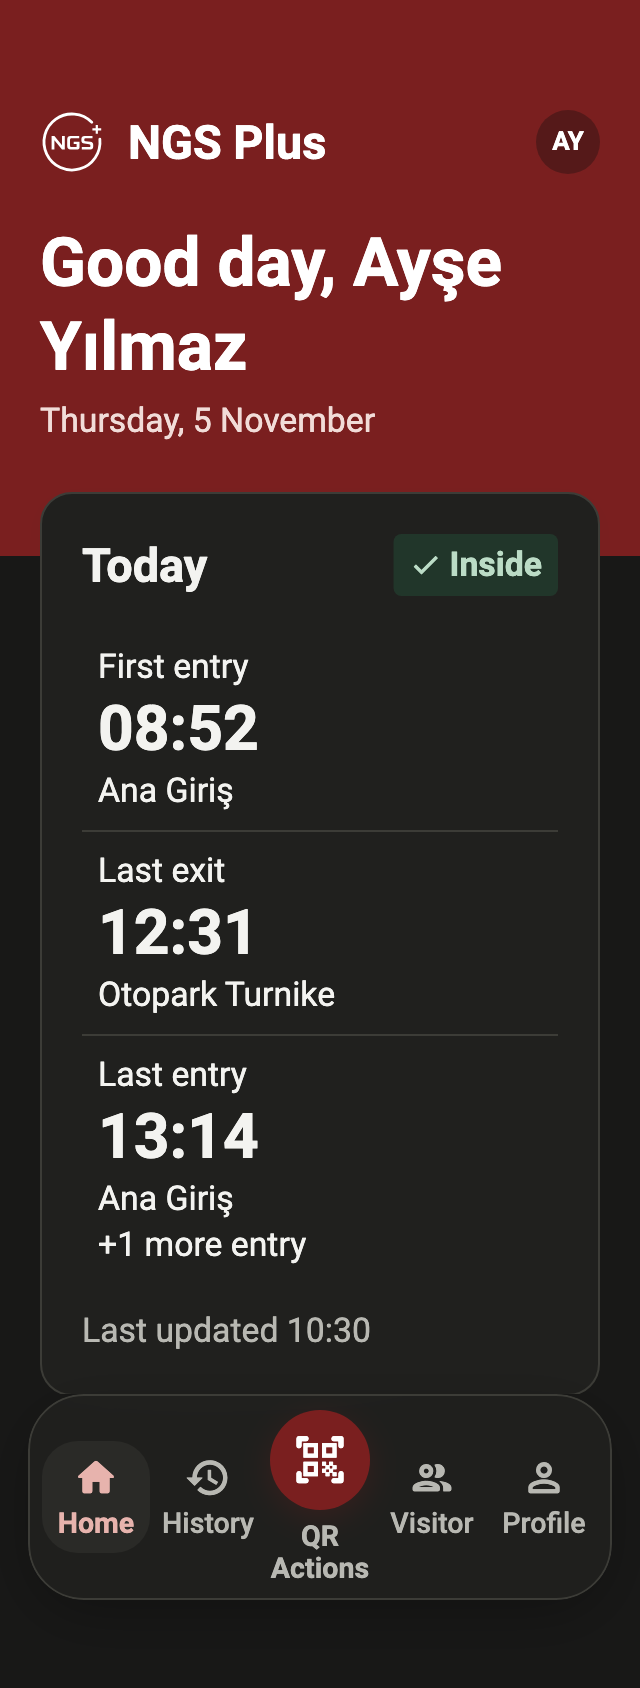 NGS+
NGS Plus
AY
Good day, Ayşe
Yılmaz
Thursday, 5 November
Today
Inside
First entry
08:52
Ana Giriş
Last exit
12:31
Otopark Turnike
Last entry
13:14
Ana Giriş
+1 more entry
Last updated 10:30
Home
History
QR
Actions
Visitor
Profile